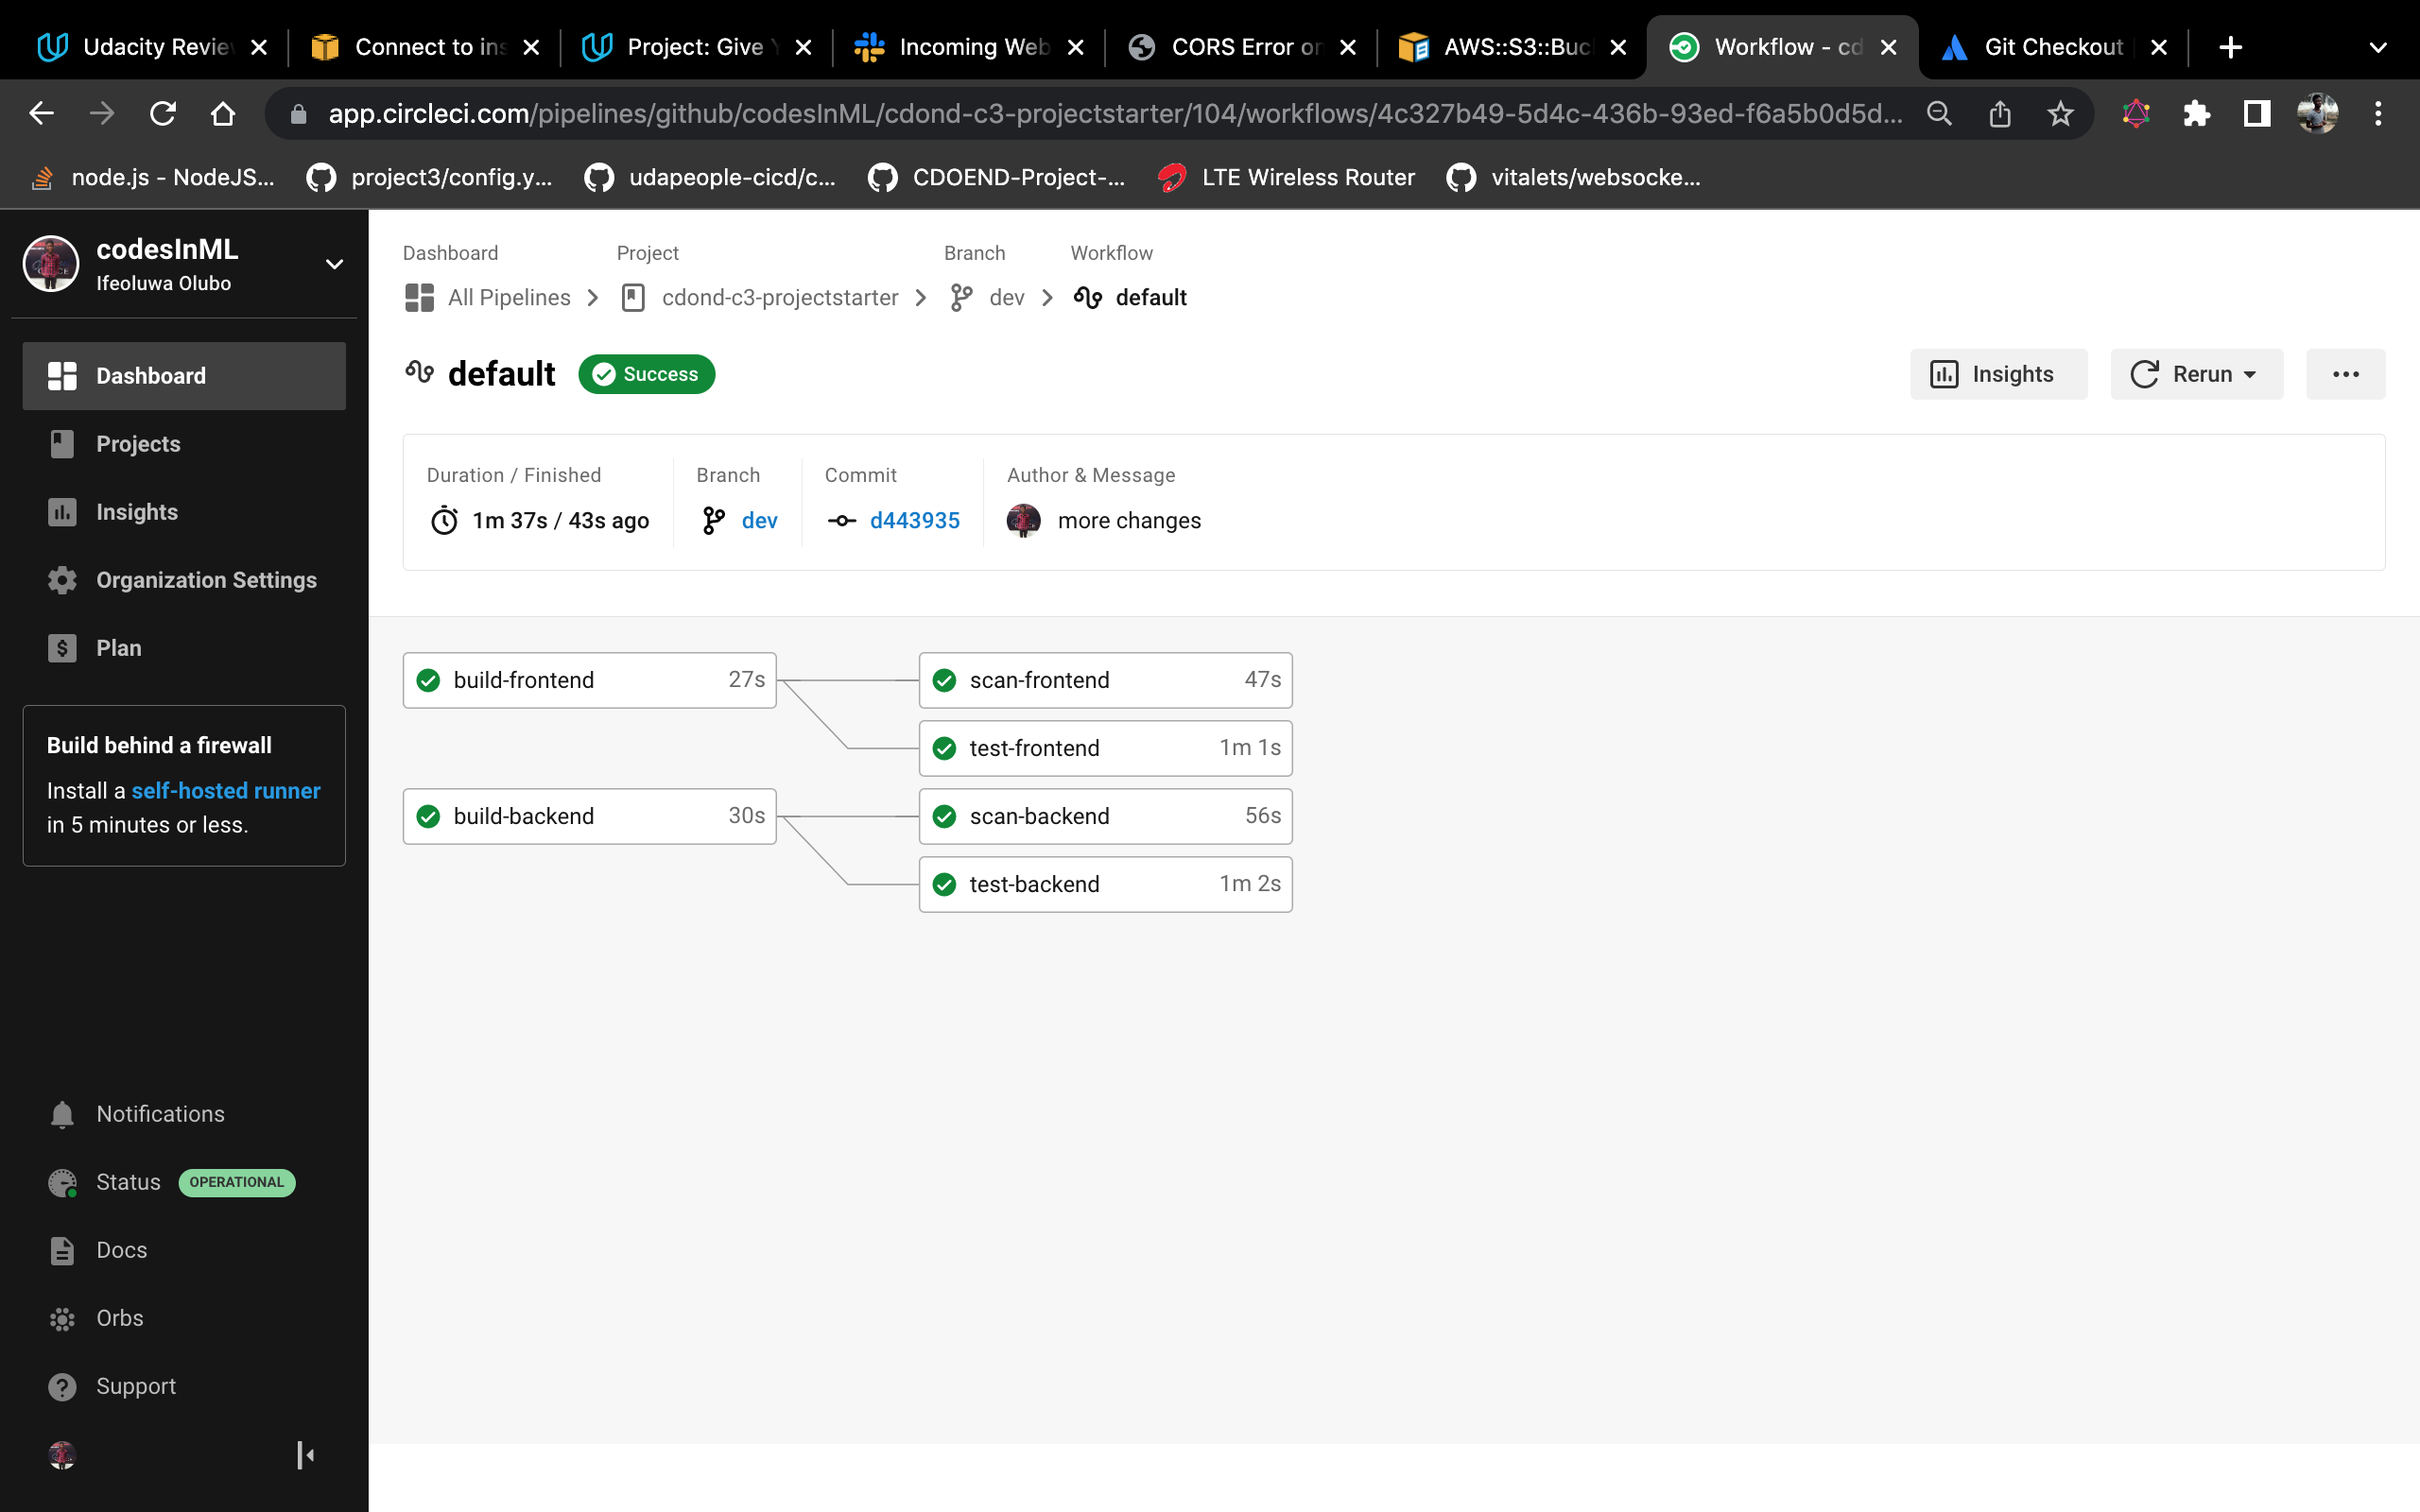 Udacity Revie
Connect to ins
Project: Give Y
Incoming Web
CORS Error on
AWS::S3::Buc
Workflow - cd
Git Checkout
app.circleci.com/pipelines/github/codesInML/cdond-c3-projectstarter/104/workflows/4c327b49-5d4c-436b-93ed-f6a5b0d5d...
node.js - NodeJS...
project3/config.y...
udapeople-cicd/c...
CDOEND-Project-...
LTE Wireless Router
vitalets/websocke...
codesInML
Ifeoluwa Olubo
Dashboard
Projects
Insights
Organization Settings
Plan
Build behind a firewall
Install a self-hosted runner
in 5 minutes or less.
Notifications
Status OPERATIONAL
Docs
Orbs
Support
Dashboard Project Branch Workflow
All Pipelines cdond-c3-projectstarter dev default
default Success
Insights Rerun
Duration / Finished Branch Commit Author & Message
1m 37s / 43s ago dev d443935 more changes
build-frontend 27s
scan-frontend 47s
test-frontend 1m 1s
build-backend 30s
scan-backend 56s
test-backend 1m 2s